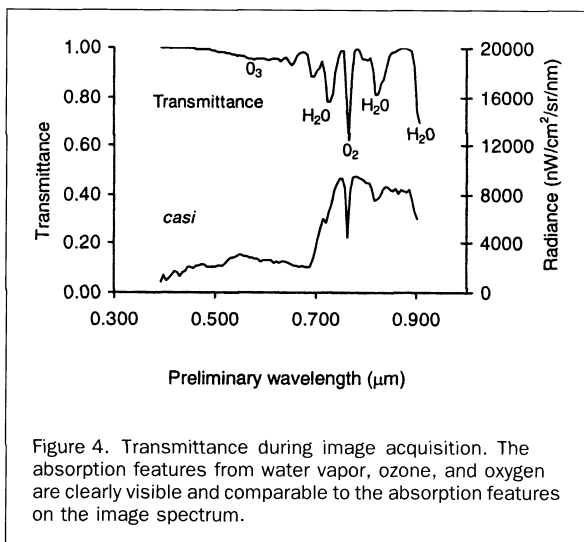 1.00
0.80
0.60
0.40
0.20
0.00
Transmittance
20000
16000
12000
8000
4000
0
Radiance (nW/cm²/sr/nm)
O₃
Transmittance
H₂O
O₂
H₂O
H₂O
casi
0.300
0.500
0.700
0.900
Preliminary wavelength (μm)
Figure 4. Transmittance during image acquisition. The
absorption features from water vapor, ozone, and oxygen
are clearly visible and comparable to the absorption features
on the image spectrum.